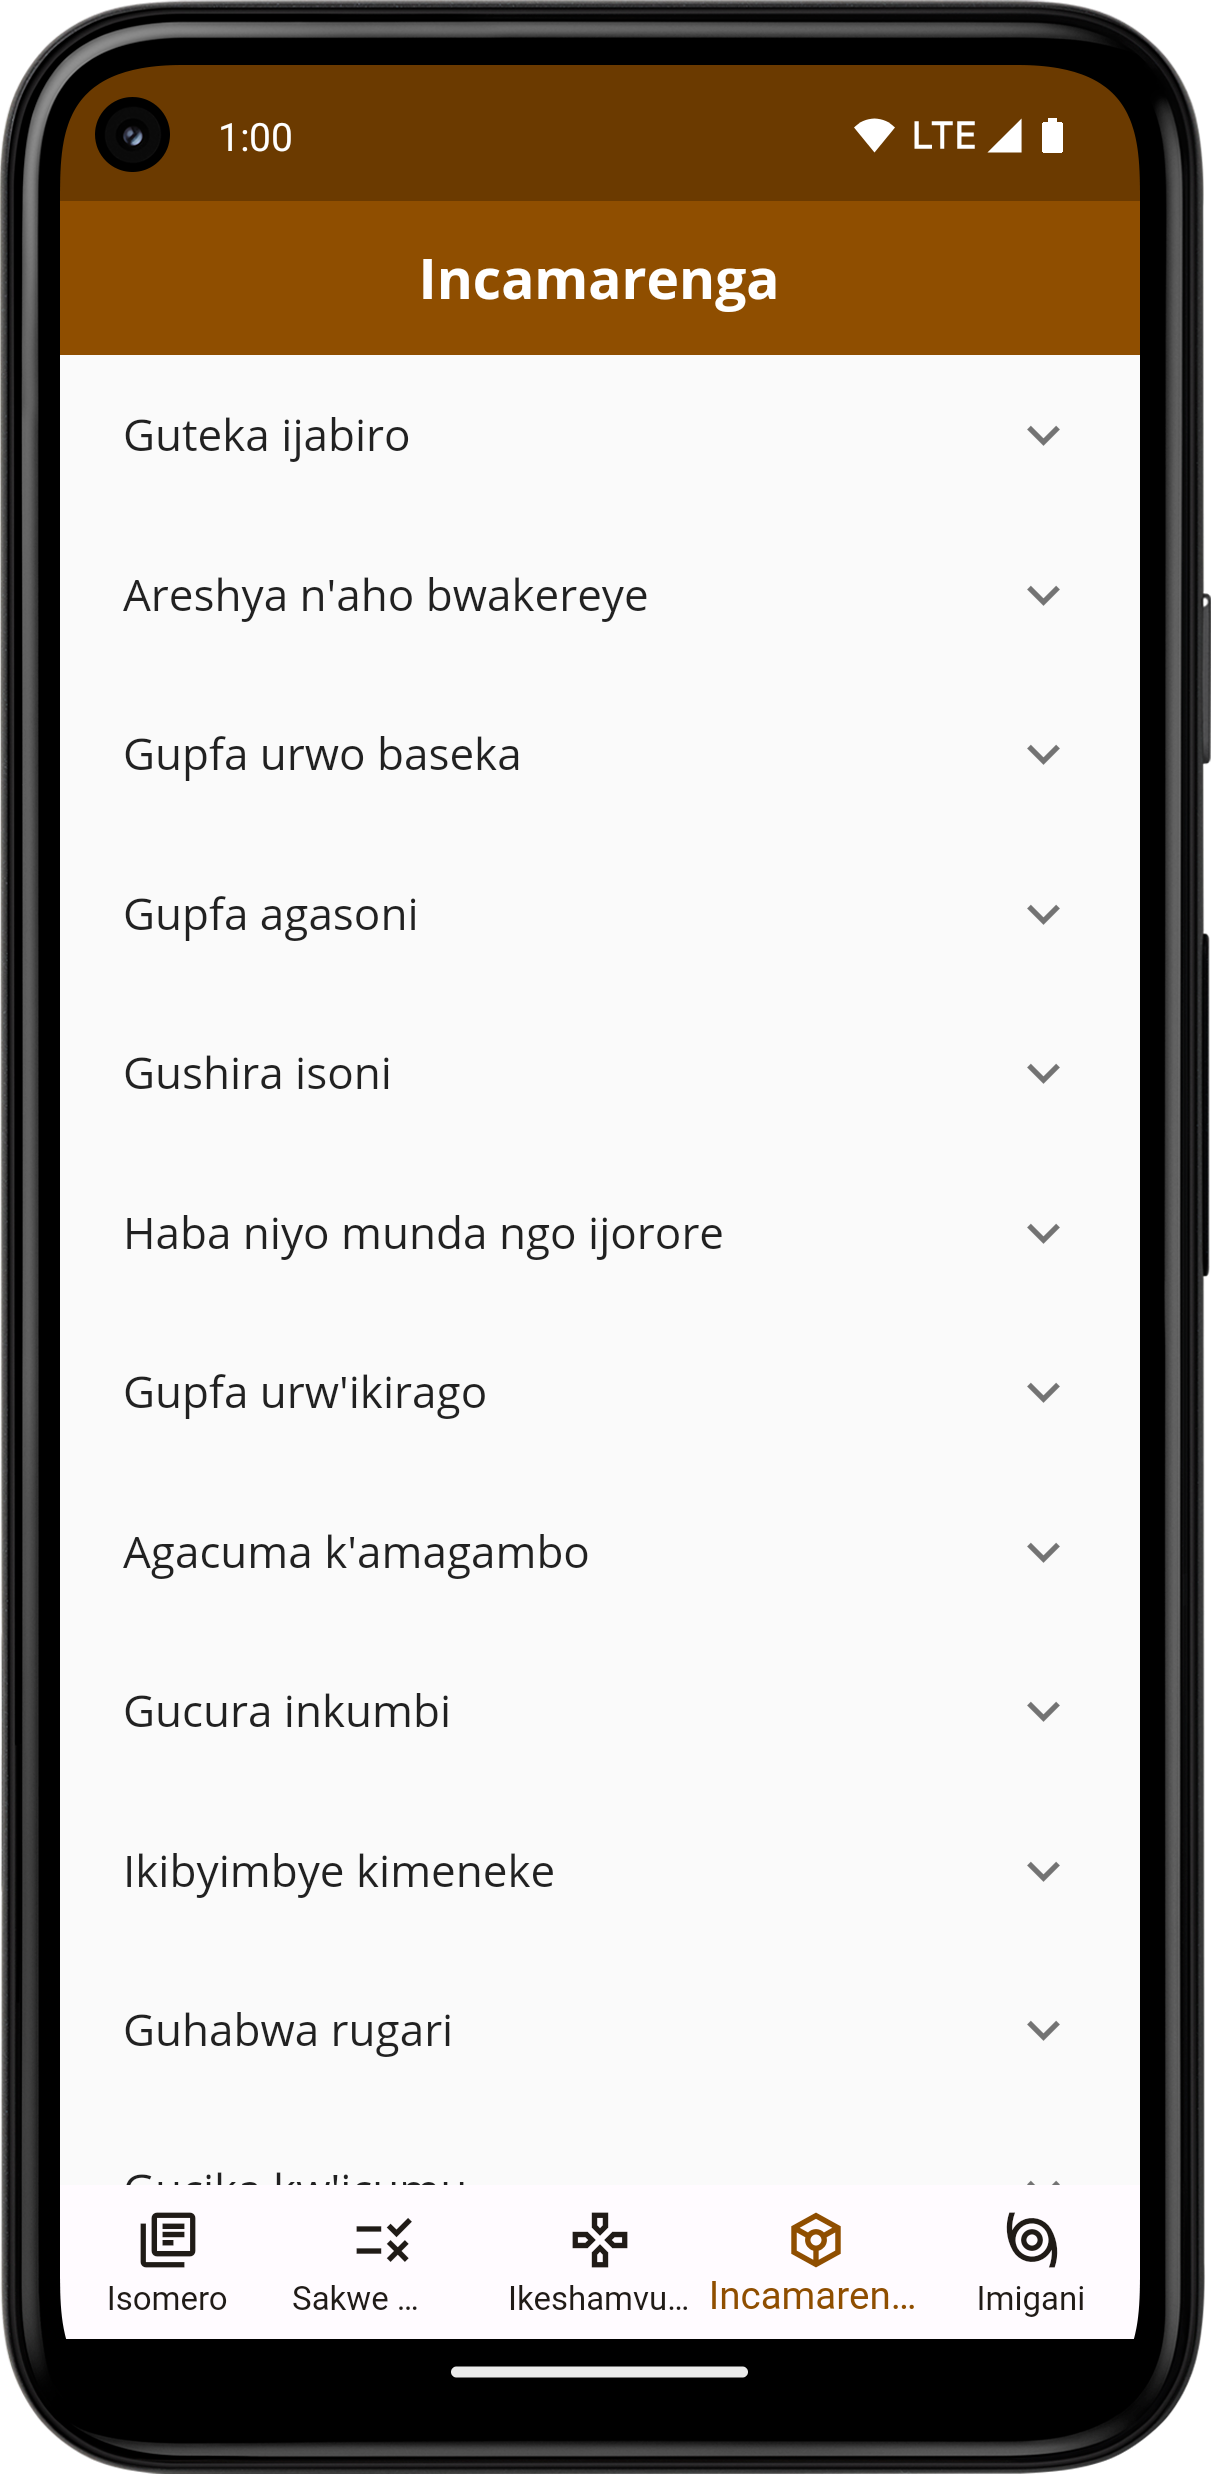 1:00 LTE
Incamarenga
Guteka ijabiro
Areshya n'aho bwakereye
Gupfa urwo baseka
Gupfa agasoni
Gushira isoni
Haba niyo munda ngo ijorore
Gupfa urw'ikirago
Agacuma k'amagambo
Gucura inkumbi
Ikibyimbye kimeneke
Guhabwa rugari
Isomero
Sakwe ...
Ikeshamvu...
Incamaren...
Imigani